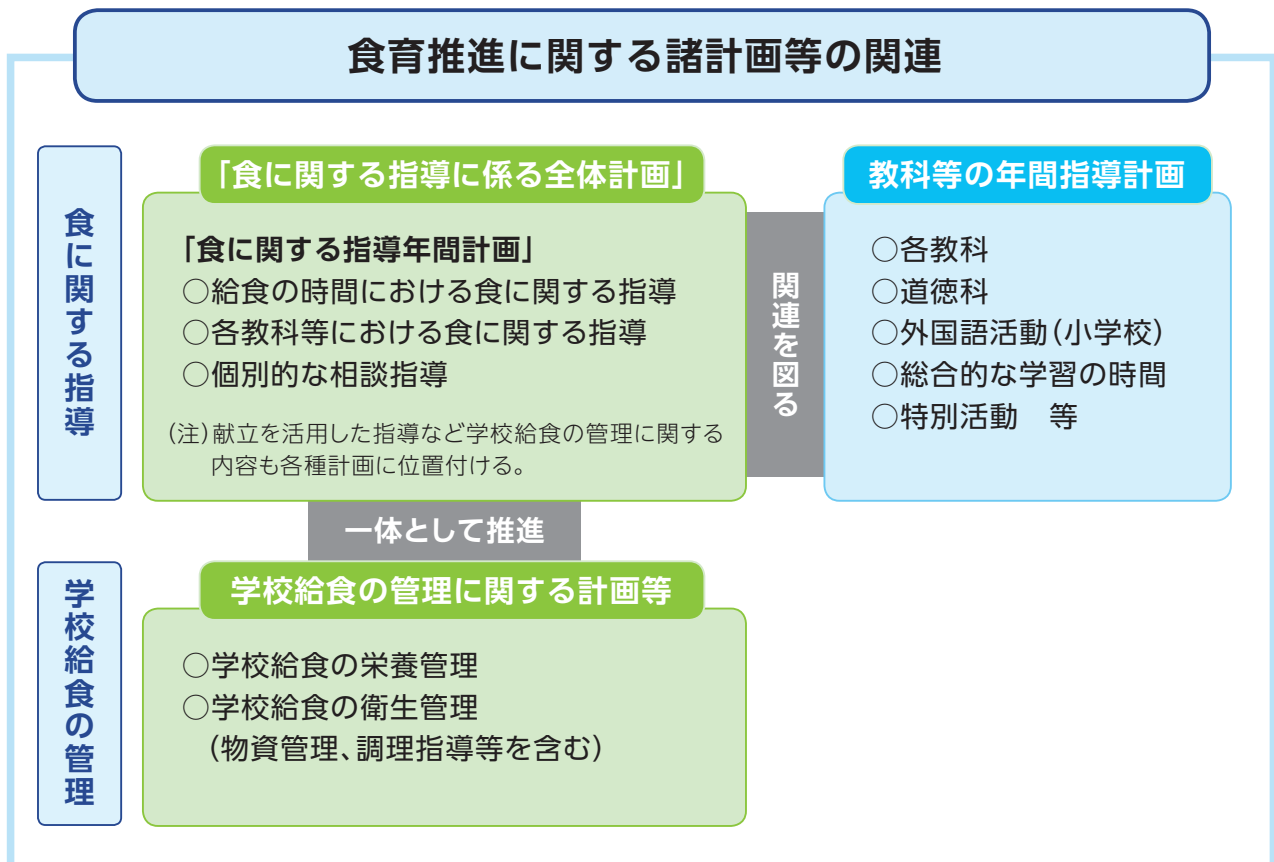 食育推進に関する諸計画等の関連
食に関する指導
「食に関する指導に係る全体計画」
「食に関する指導年間計画」
○給食の時間における食に関する指導
○各教科等における食に関する指導
○個別的な相談指導
(注)献立を活用した指導など学校給食の管理に関する
内容も各種計画に位置付ける。
関連を図る
教科等の年間指導計画
○各教科
○道徳科
○外国語活動(小学校)
○総合的な学習の時間
○特別活動　等
一体として推進
学校給食の管理
学校給食の管理に関する計画等
○学校給食の栄養管理
○学校給食の衛生管理
(物資管理、調理指導等を含む)